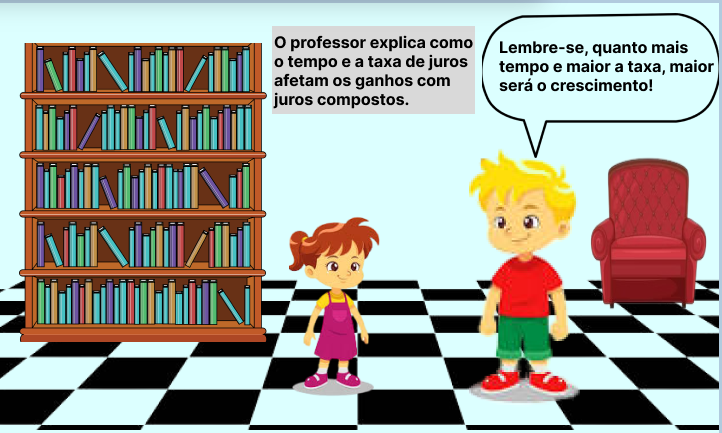 O professor explica como
o tempo e a taxa de juros
afetam os ganhos com
juros compostos.
Lembre-se, quanto mais
tempo e maior a taxa, maior
será o crescimento!